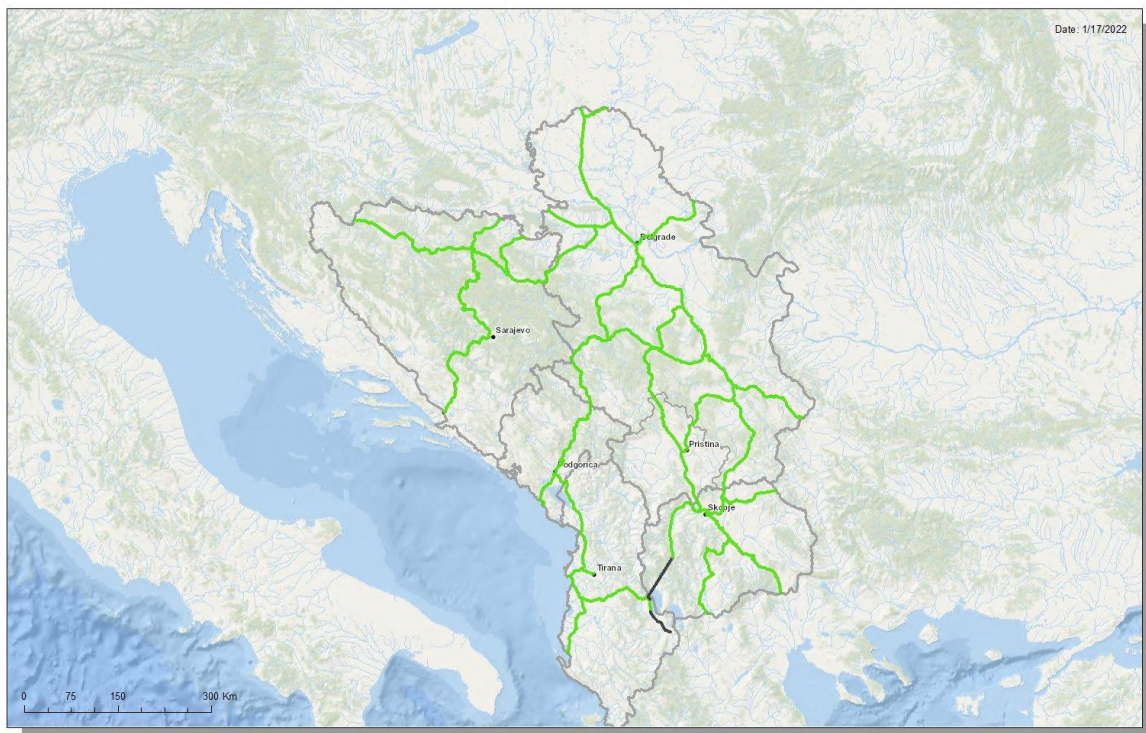 Date: 1/17/2022
Belgrade
Sarajevo
Pristina
Podgorica
Skopje
Tirana
0 75 150 300 Km